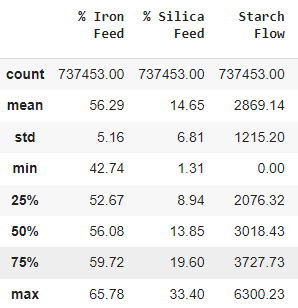 % Iron % Silica Starch
Feed Feed Flow
count 737453.00 737453.00 737453.00
mean 56.29 14.65 2869.14
std 5.16 6.81 1215.20
min 42.74 1.31 0.00
25% 52.67 8.94 2076.32
50% 56.08 13.85 3018.43
75% 59.72 19.60 3727.73
max 65.78 33.40 6300.23